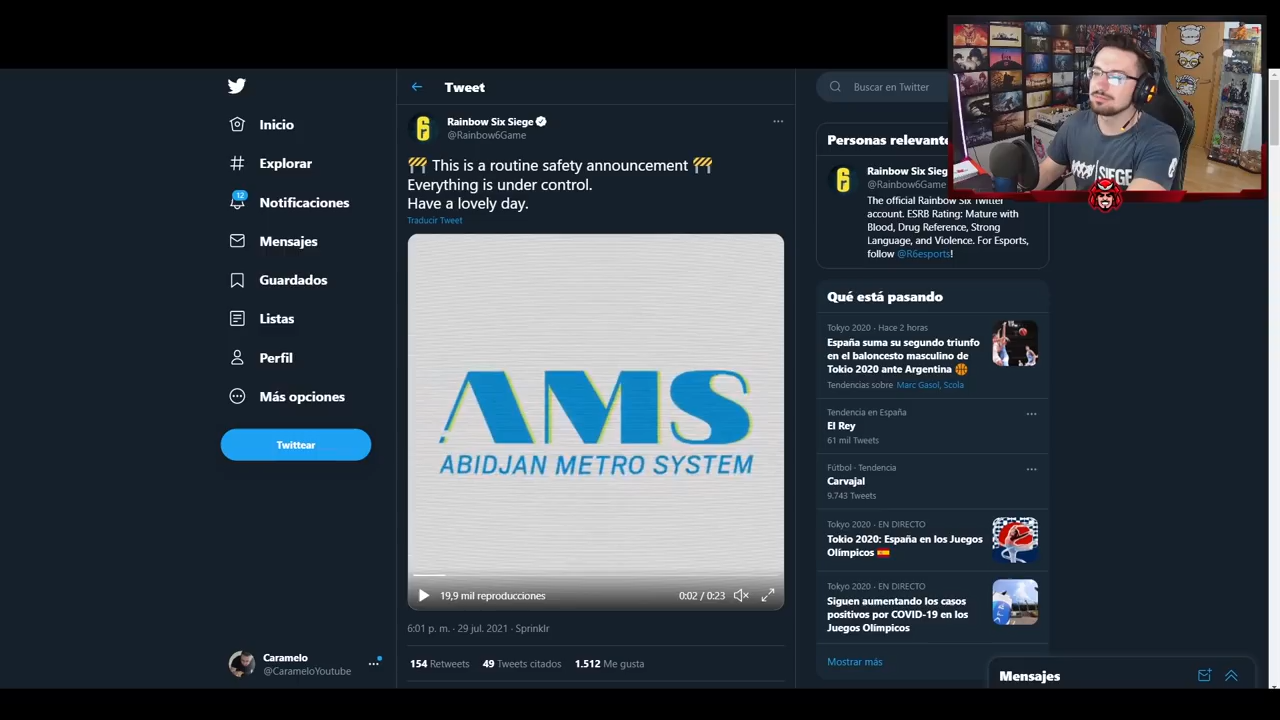 Inicio
Explorar
12
Notificaciones
Mensajes
Guardados
Listas
Perfil
Más opciones
Twittear
Caramelo
@CarameloYoutube
Tweet
Rainbow Six Siege
@Rainbow6Game
🚧 This is a routine safety announcement 🚧
Everything is under control.
Have a lovely day.
Traducir Tweet
AMS
ABIDJAN METRO SYSTEM
19,9 mil reproducciones
0:02 / 0:23
6:01 p. m. · 29 jul. 2021 · Sprinklr
154 Retweets 49 Tweets citados 1.512 Me gusta
Buscar en Twitter
SIEGE
Personas relevante
Rainbow Six Sieg
@Rainbow6Game
The official Rainbow Six Twitter
account. ESRB Rating: Mature with
Blood, Drug Reference, Strong
Language, and Violence. For Esports,
follow @R6esports!
Qué está pasando
Tokyo 2020 · Hace 2 horas
España suma su segundo triunfo
en el baloncesto masculino de
Tokio 2020 ante Argentina 🏀
Tendencias sobre Marc Gasol, Scola
Tendencia en España
El Rey
61 mil Tweets
Fútbol · Tendencia
Carvajal
9.743 Tweets
Tokyo 2020 · EN DIRECTO
Tokio 2020: España en los Juegos
Olímpicos 🇪🇸
Tokyo 2020 · EN DIRECTO
Siguen aumentando los casos
positivos por COVID-19 en los
Juegos Olímpicos
Mostrar más
Mensajes